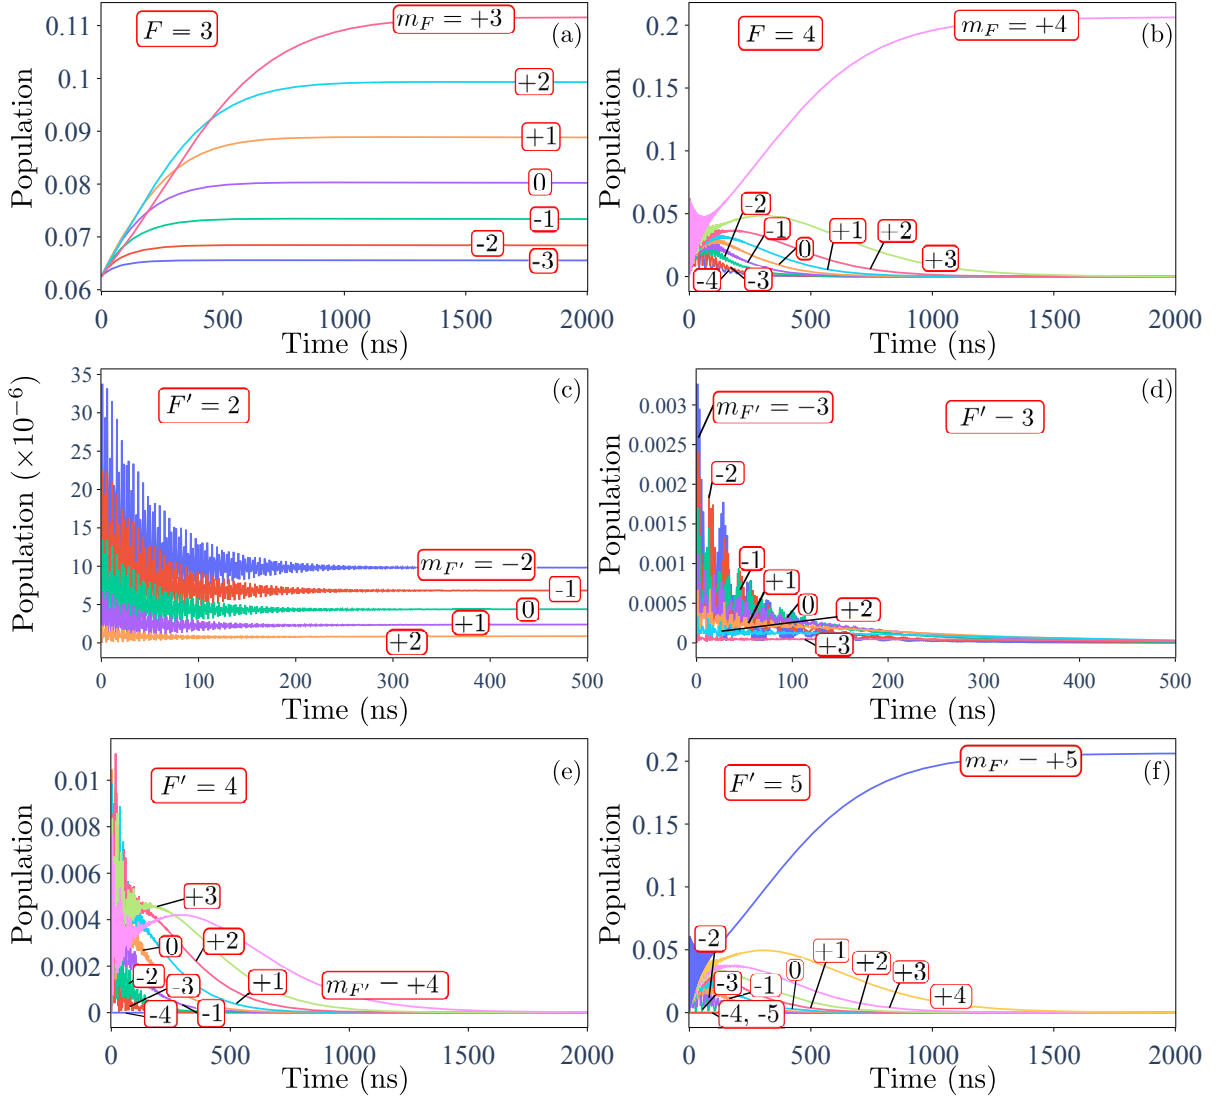 F = 3
m_F = +3
(a)
+2
+1
0
-1
-2
-3
0.11
0.1
0.09
0.08
0.07
0.06
Population
0 500 1000 1500 2000
Time (ns)
F = 4
m_F = +4
(b)
-2
-1
0
+1
+2
+3
-4
-3
0.2
0.15
0.1
0.05
0
Population
0 500 1000 1500 2000
Time (ns)
F′ = 2
(c)
m_F′ = −2
-1
0
+1
+2
35
30
25
20
15
10
5
0
Population (×10⁻⁶)
0 100 200 300 400 500
Time (ns)
m_F′ = −3
F′ − 3
(d)
-2
-1
+1
0
+2
+3
0.003
0.0025
0.002
0.0015
0.001
0.0005
0
Population
0 100 200 300 400 500
Time (ns)
F′ = 4
(e)
+3
0
+2
-2
-3
+1
m_F′ − +4
-4
-1
0.01
0.008
0.006
0.004
0.002
0
Population
0 500 1000 1500 2000
Time (ns)
F′ = 5
m_F′ − +5
(f)
-2
-3
-1
0
+1
+2
+3
+4
-4, -5
0.2
0.15
0.1
0.05
0
Population
0 500 1000 1500 2000
Time (ns)